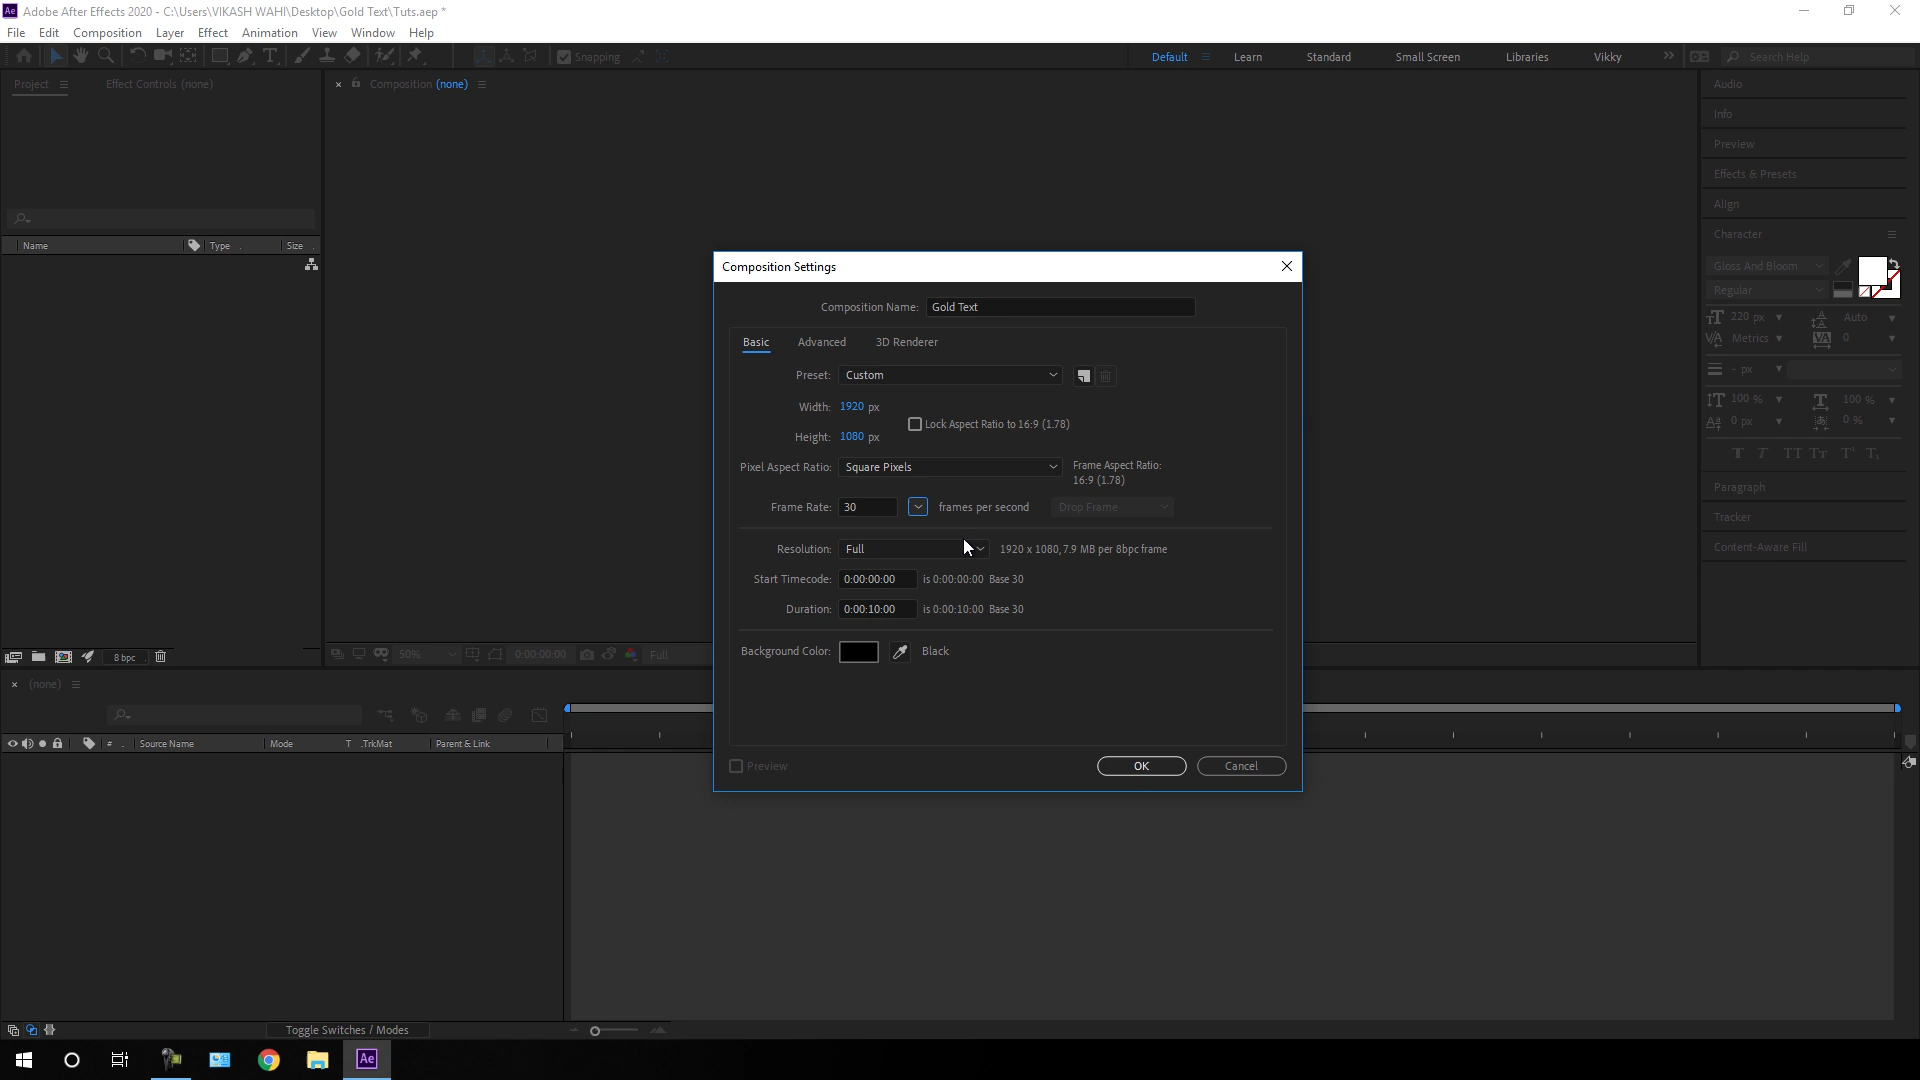 Ae Adobe After Effects 2020 - C:\Users\VIKASH WAHI\Desktop\Gold Text\Tuts.aep *
File Edit Composition Layer Effect Animation View Window Help
Snapping
Default Learn Standard Small Screen Libraries Vikky Search Help
Project Effect Controls (none)
Composition (none)
Audio
Info
Preview
Effects & Presets
Align
Character
Gloss And Bloom
Regular
220 px Auto
Metrics 0
- px
100 % 100 %
0 px 0 %
Paragraph
Tracker
Content-Aware Fill
Name Type Size
8 bpc
50% 0:00:00:00 Full
Composition Settings
Composition Name: Gold Text
Basic Advanced 3D Renderer
Preset: Custom
Width: 1920 px
Lock Aspect Ratio to 16:9 (1.78)
Height: 1080 px
Pixel Aspect Ratio: Square Pixels Frame Aspect Ratio:
16:9 (1.78)
Frame Rate: 30 frames per second Drop Frame
Resolution: Full 1920 x 1080, 7.9 MB per 8bpc frame
Start Timecode: 0:00:00:00 is 0:00:00:00 Base 30
Duration: 0:00:10:00 is 0:00:10:00 Base 30
Background Color: Black
Preview OK Cancel
(none)
# Source Name Mode T .TrkMat Parent & Link
Toggle Switches / Modes
Ae